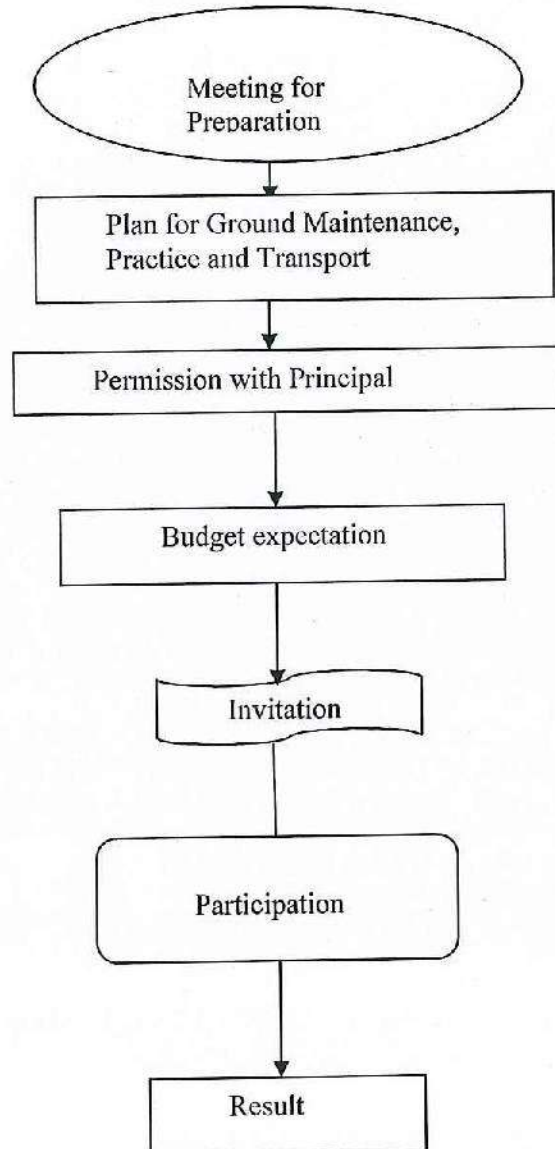 Meeting for
Preparation
Plan for Ground Maintenance,
Practice and Transport
Permission with Principal
Budget expectation
Invitation
Participation
Result